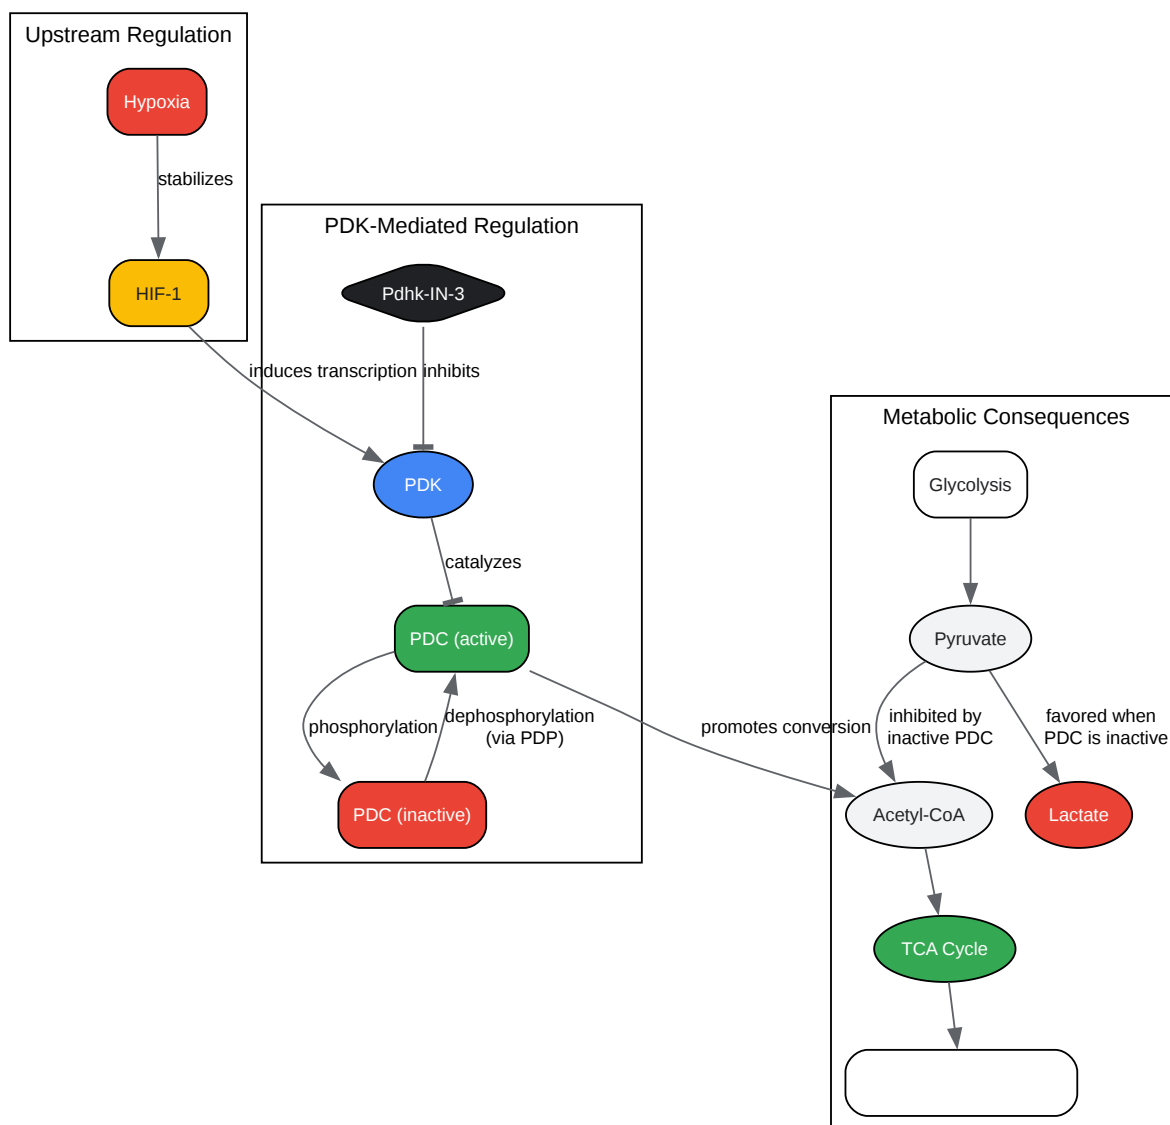 Upstream Regulation
Hypoxia
stabilizes
HIF-1
PDK-Mediated Regulation
Pdhk-IN-3
induces transcription
inhibits
PDK
catalyzes
PDC (active)
phosphorylation
dephosphorylation
(via PDP)
PDC (inactive)
promotes conversion
Metabolic Consequences
Glycolysis
Pyruvate
inhibited by
inactive PDC
favored when
PDC is inactive
Acetyl-CoA
Lactate
TCA Cycle